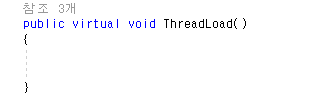 참조 3개
public virtual void ThreadLoad()
{
}